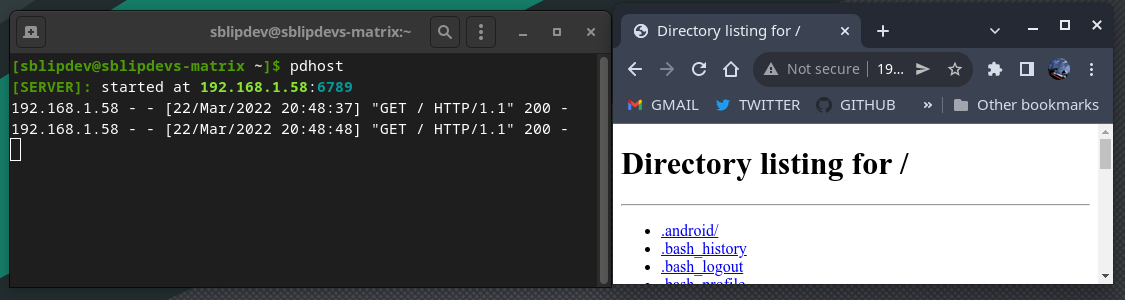 sblipdev@sblipdevs-matrix:~
[sblipdev@sblipdevs-matrix ~]$ pdhost
[SERVER]: started at 192.168.1.58:6789
192.168.1.58 - - [22/Mar/2022 20:48:37] "GET / HTTP/1.1" 200 -
192.168.1.58 - - [22/Mar/2022 20:48:48] "GET / HTTP/1.1" 200 -
Directory listing for /
Not secure | 19...
GMAIL TWITTER GITHUB » Other bookmarks
Directory listing for /
.android/
.bash_history
.bash_logout
.bash_profile